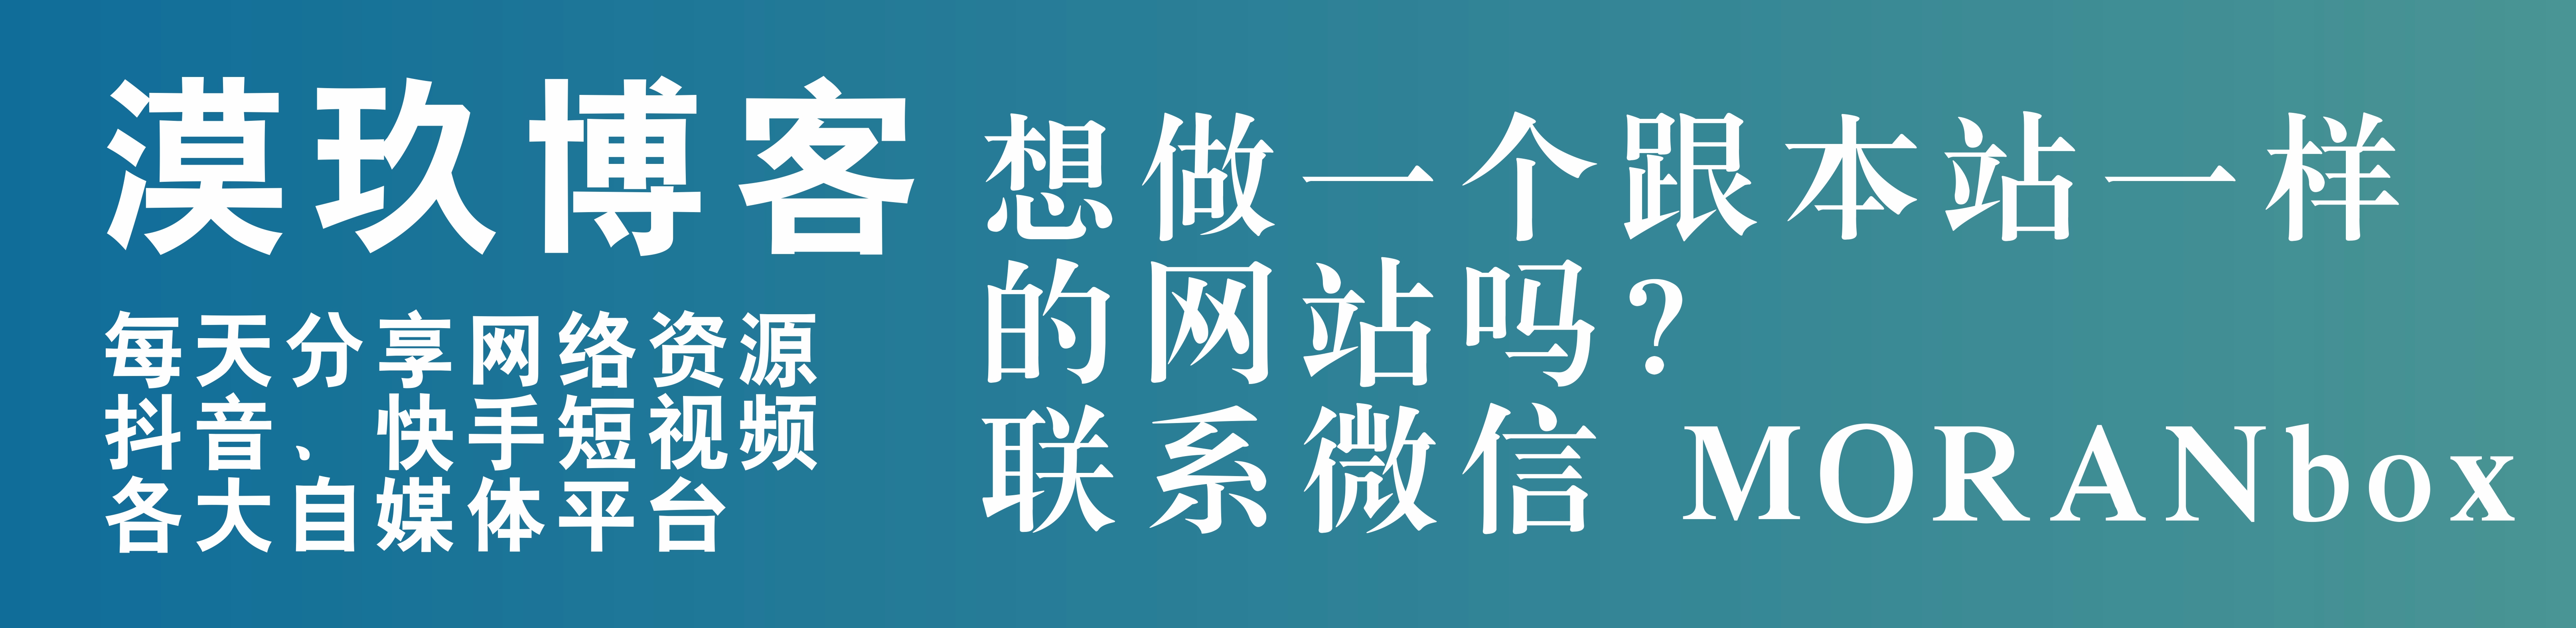 漠玖博客
每天分享网络资源
抖音、快手短视频
各大自媒体平台
想做一个跟本站一样
的网站吗？
联系微信 MORANbox